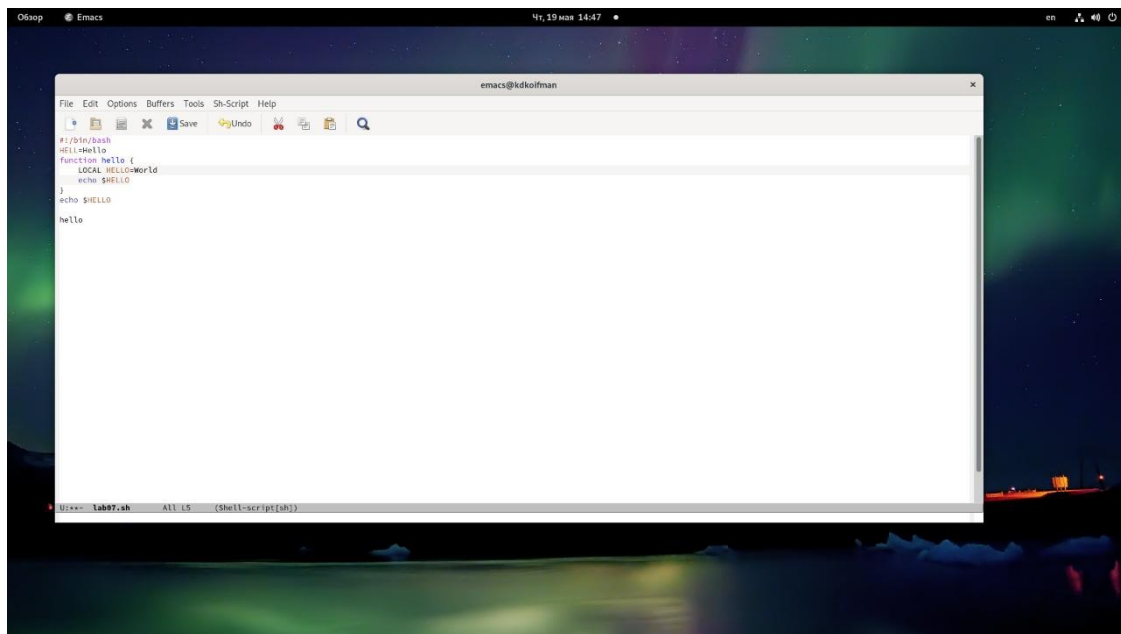 Обзор Emacs Чт, 19 мая 14:47 en
emacs@kdkoifman
File Edit Options Buffers Tools Sh-Script Help
Save Undo
#!/bin/bash
HELL=Hello
function hello {
LOCAL HELLO=World
echo $HELLO
}
echo $HELLO
hello
U:**- lab07.sh All L5 (Shell-script[sh])